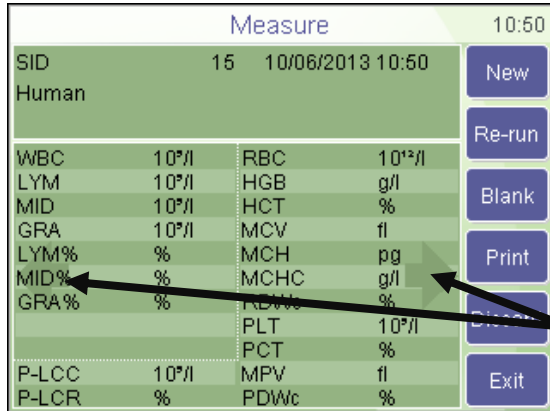 Measure 10:50
SID 15 10/06/2013 10:50
Human
New
Re-run
Blank
Print
Exit
WBC 10⁹/l RBC 10¹²/l
LYM 10⁹/l HGB g/l
MID 10⁹/l HCT %
GRA 10⁹/l MCV fl
LYM% % MCH pg
MID% % MCHC g/l
GRA% % %
PLT 10⁹/l
PCT %
P-LCC 10⁹/l MPV fl
P-LCR % PDWc %